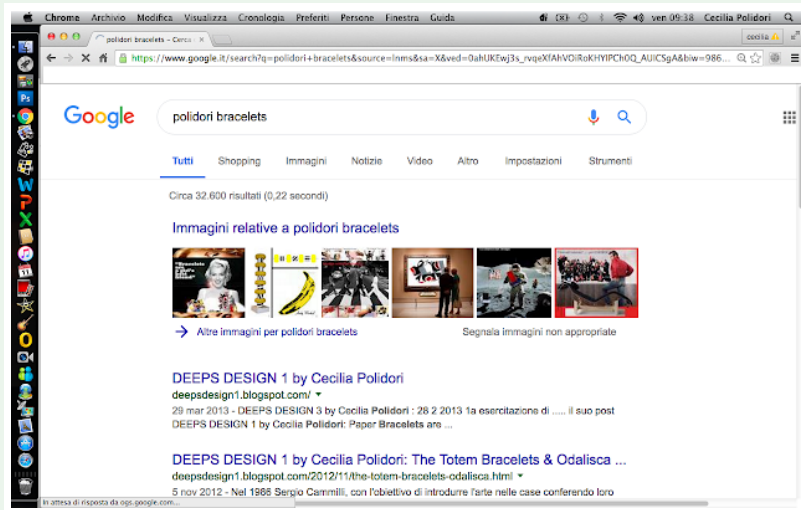 Chrome Archivio Modifica Visualizza Cronologia Preferiti Persone Finestra Guida ven 09:38 Cecilia Polidori
polidori bracelets - Cerca
cecilia
https://www.google.it/search?q=polidori+bracelets&source=lnms&sa=X&ved=0ahUKEwj3s_rvqeXfAhVOiRoKHYlPCh0Q_AUICSgA&biw=986...
Google
polidori bracelets
Tutti Shopping Immagini Notizie Video Altro Impostazioni Strumenti
Circa 32.600 risultati (0,22 secondi)
Immagini relative a polidori bracelets
"Bracelets
Altre immagini per polidori bracelets
Segnala immagini non appropriate
DEEPS DESIGN 1 by Cecilia Polidori
deepsdesign1.blogspot.com/
29 mar 2013 - DEEPS DESIGN 3 by Cecilia Polidori : 28 2 2013 1a esercitazione di ..... il suo post
DEEPS DESIGN 1 by Cecilia Polidori: Paper Bracelets are ...
DEEPS DESIGN 1 by Cecilia Polidori: The Totem Bracelets & Odalisca ...
deepsdesign1.blogspot.com/2012/11/the-totem-bracelets-odalisca.html
5 nov 2012 - Nel 1986 Sergio Cammilli, con l'obiettivo di introdurre l'arte nelle case conferendo loro
In attesa di risposta da ogs.google.com...